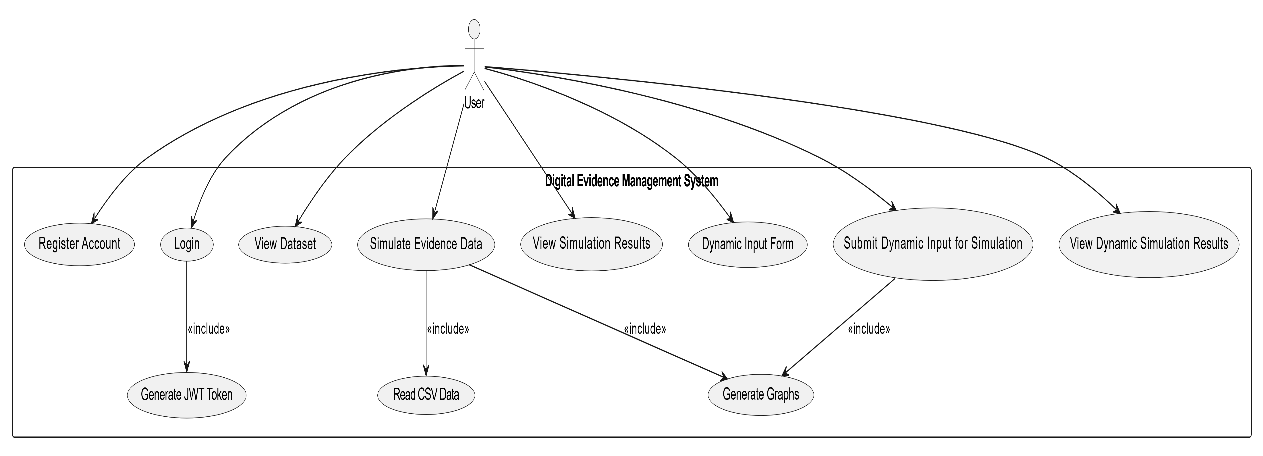 User
Digital Evidence Management System
Register Account
Login
View Dataset
Simulate Evidence Data
View Simulation Results
Dynamic Input Form
Submit Dynamic Input for Simulation
View Dynamic Simulation Results
«include»
«include»
«include»
«include»
Generate JWT Token
Read CSV Data
Generate Graphs